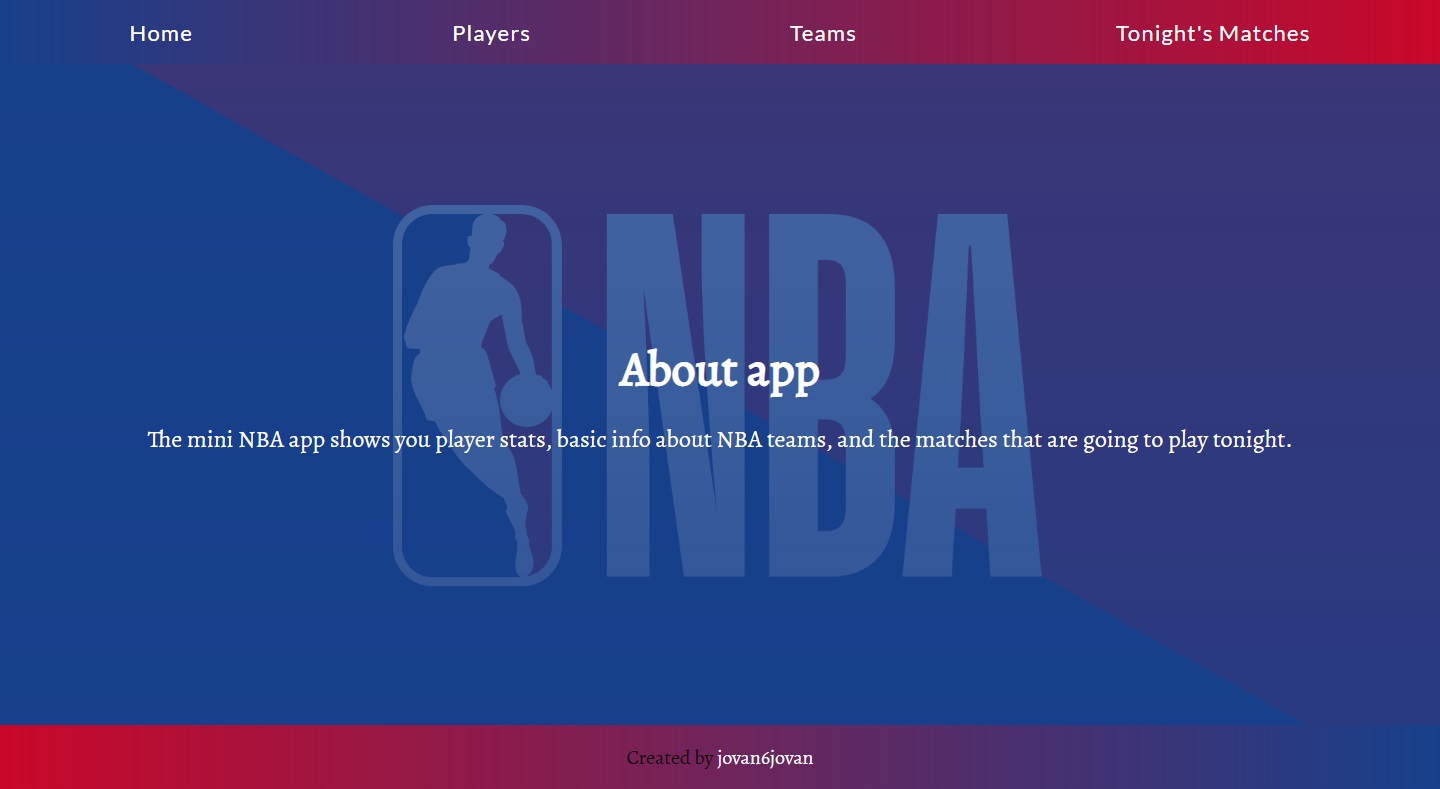 Home Players Teams Tonight's Matches
NBA
About app
The mini NBA app shows you player stats, basic info about NBA teams, and the matches that are going to play tonight.
Created by jovan6jovan